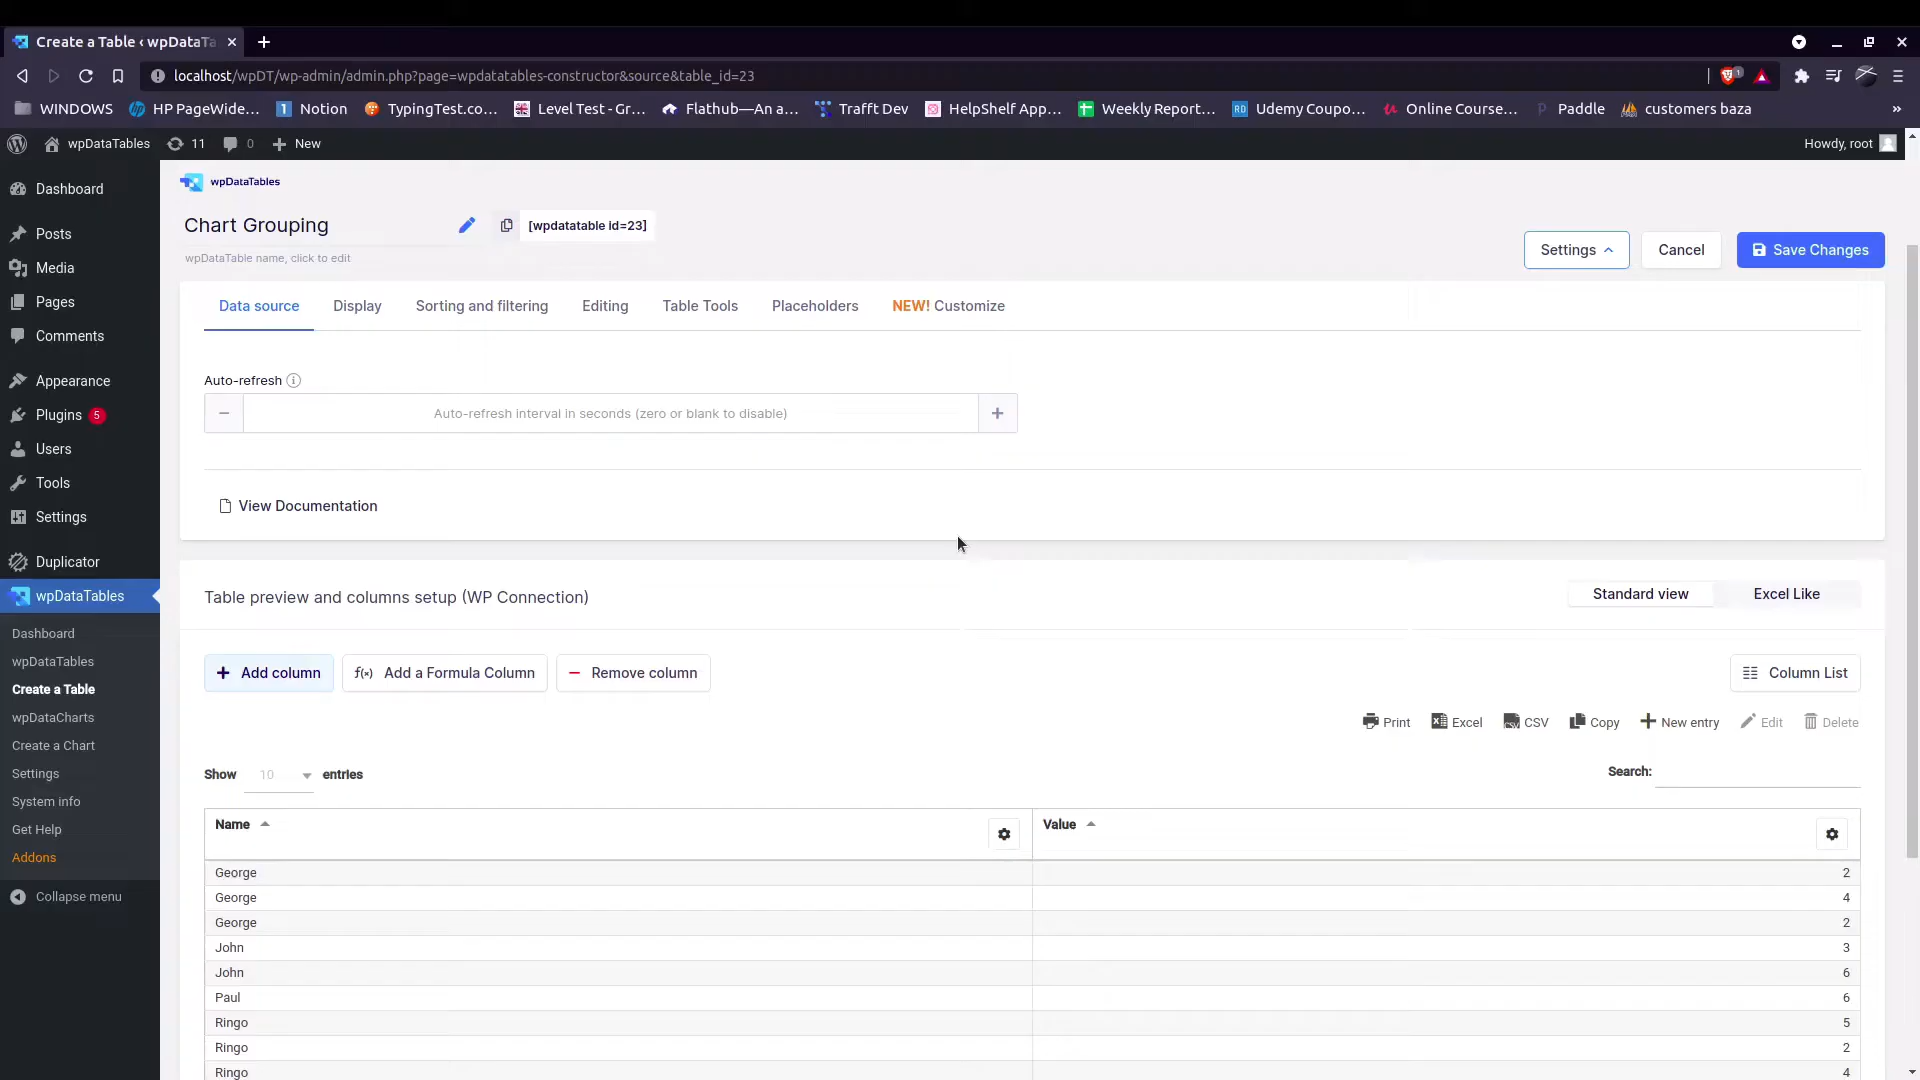 Create a Table ‹ wpDataTa
localhost/wpDT/wp-admin/admin.php?page=wpdatatables-constructor&source&table_id=23
1
WINDOWS
HP PageWide...
Notion
TypingTest.co...
Level Test - Gr...
Flathub—An a...
Trafft Dev
HelpShelf App...
Weekly Report...
Udemy Coupo...
Online Course...
Paddle
customers baza
»
wpDataTables
11
0
New
Howdy, root
Dashboard
Posts
Media
Pages
Comments
Appearance
Plugins 5
Users
Tools
Settings
Duplicator
wpDataTables
Dashboard
wpDataTables
Create a Table
wpDataCharts
Create a Chart
Settings
System info
Get Help
Addons
Collapse menu
wpDataTables
Chart Grouping
[wpdatatable id=23]
wpDataTable name, click to edit
Settings
Cancel
Save Changes
Data source
Display
Sorting and filtering
Editing
Table Tools
Placeholders
NEW! Customize
Auto-refresh
Auto-refresh interval in seconds (zero or blank to disable)
View Documentation
Table preview and columns setup (WP Connection)
Standard view
Excel Like
+ Add column
f(x) Add a Formula Column
− Remove column
Column List
Print
Excel
CSV
Copy
New entry
Edit
Delete
Show 10 entries
Search:
Name Value
George 2
George 4
George 2
John 3
John 6
Paul 6
Ringo 5
Ringo 2
Ringo 4